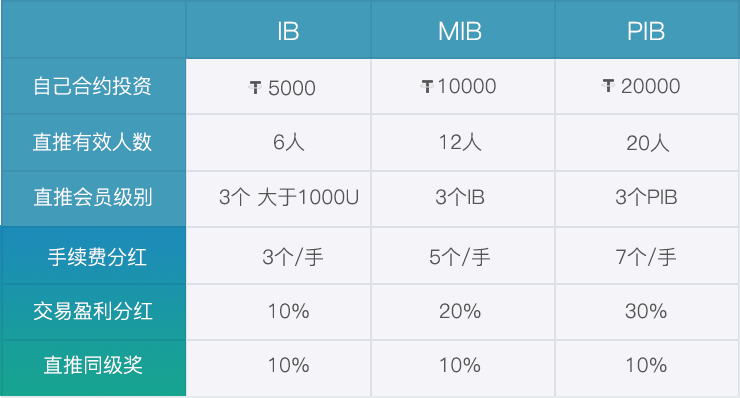 IB MIB PIB
自己合约投资 5000 10000 20000
直推有效人数 6人 12人 20人
直推会员级别 3个 大于1000U 3个IB 3个PIB
手续费分红 3个/手 5个/手 7个/手
交易盈利分红 10% 20% 30%
直推同级奖 10% 10% 10%